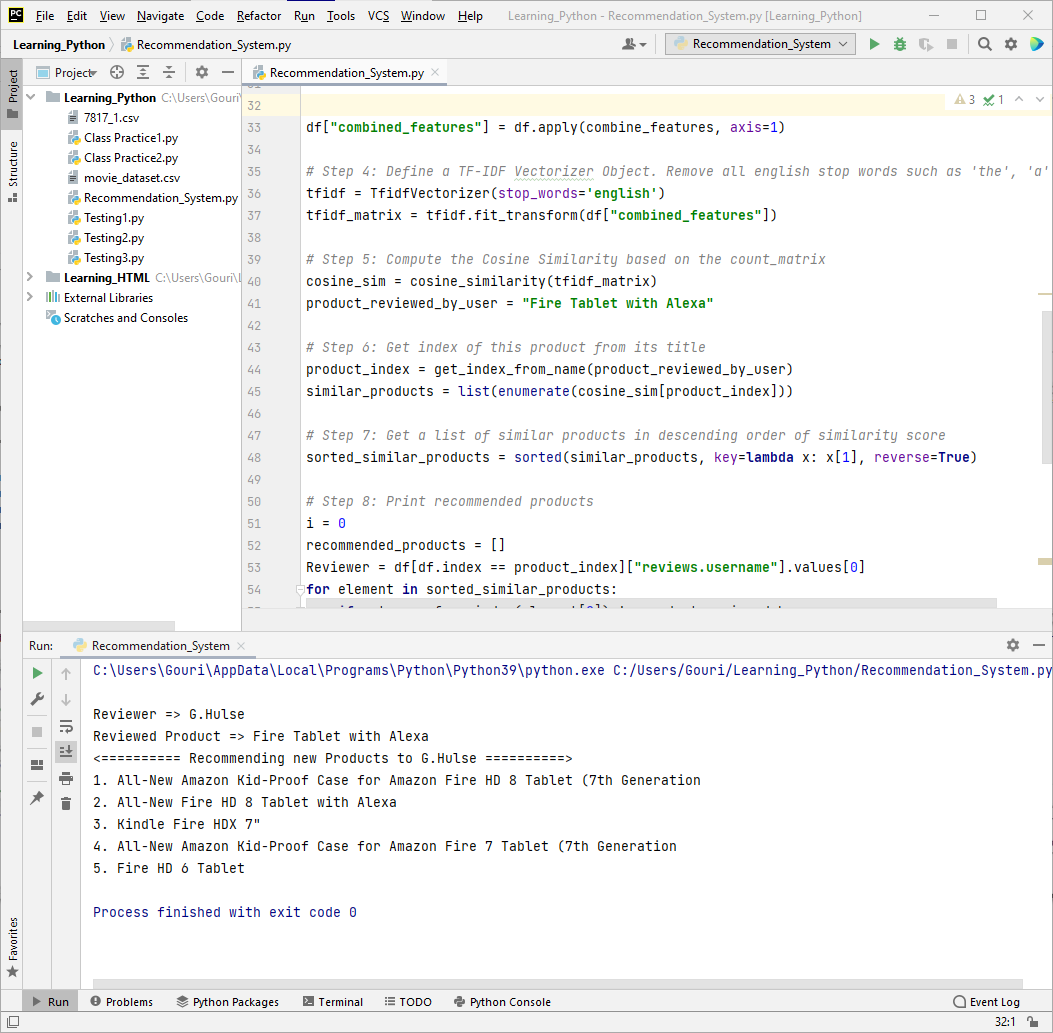 PC File Edit View Navigate Code Refactor Run Tools VCS Window Help Learning_Python - Recommendation_System.py [Learning_Python]
Learning_Python Recommendation_System.py Recommendation_System
Project Recommendation_System.py
Project
Structure
Learning_Python C:\Users\Gouri\
7817_1.csv
Class Practice1.py
Class Practice2.py
movie_dataset.csv
Recommendation_System.py
Testing1.py
Testing2.py
Testing3.py
Learning_HTML C:\Users\Gouri\L
External Libraries
Scratches and Consoles
3 1
32
33 df["combined_features"] = df.apply(combine_features, axis=1)
34
35 # Step 4: Define a TF-IDF Vectorizer Object. Remove all english stop words such as 'the', 'a'
36 tfidf = TfidfVectorizer(stop_words='english')
37 tfidf_matrix = tfidf.fit_transform(df["combined_features"])
38
39 # Step 5: Compute the Cosine Similarity based on the count_matrix
40 cosine_sim = cosine_similarity(tfidf_matrix)
41 product_reviewed_by_user = "Fire Tablet with Alexa"
42
43 # Step 6: Get index of this product from its title
44 product_index = get_index_from_name(product_reviewed_by_user)
45 similar_products = list(enumerate(cosine_sim[product_index]))
46
47 # Step 7: Get a list of similar products in descending order of similarity score
48 sorted_similar_products = sorted(similar_products, key=lambda x: x[1], reverse=True)
49
50 # Step 8: Print recommended products
51 i = 0
52 recommended_products = []
53 Reviewer = df[df.index == product_index]["reviews.username"].values[0]
54 for element in sorted_similar_products:
Run: Recommendation_System
C:\Users\Gouri\AppData\Local\Programs\Python\Python39\python.exe C:/Users/Gouri/Learning_Python/Recommendation_System.py
Reviewer => G.Hulse
Reviewed Product => Fire Tablet with Alexa
<========== Recommending new Products to G.Hulse ==========>
1. All-New Amazon Kid-Proof Case for Amazon Fire HD 8 Tablet (7th Generation
2. All-New Fire HD 8 Tablet with Alexa
3. Kindle Fire HDX 7"
4. All-New Amazon Kid-Proof Case for Amazon Fire 7 Tablet (7th Generation
5. Fire HD 6 Tablet
Process finished with exit code 0
Favorites
Run Problems Python Packages Terminal TODO Python Console Event Log
32:1